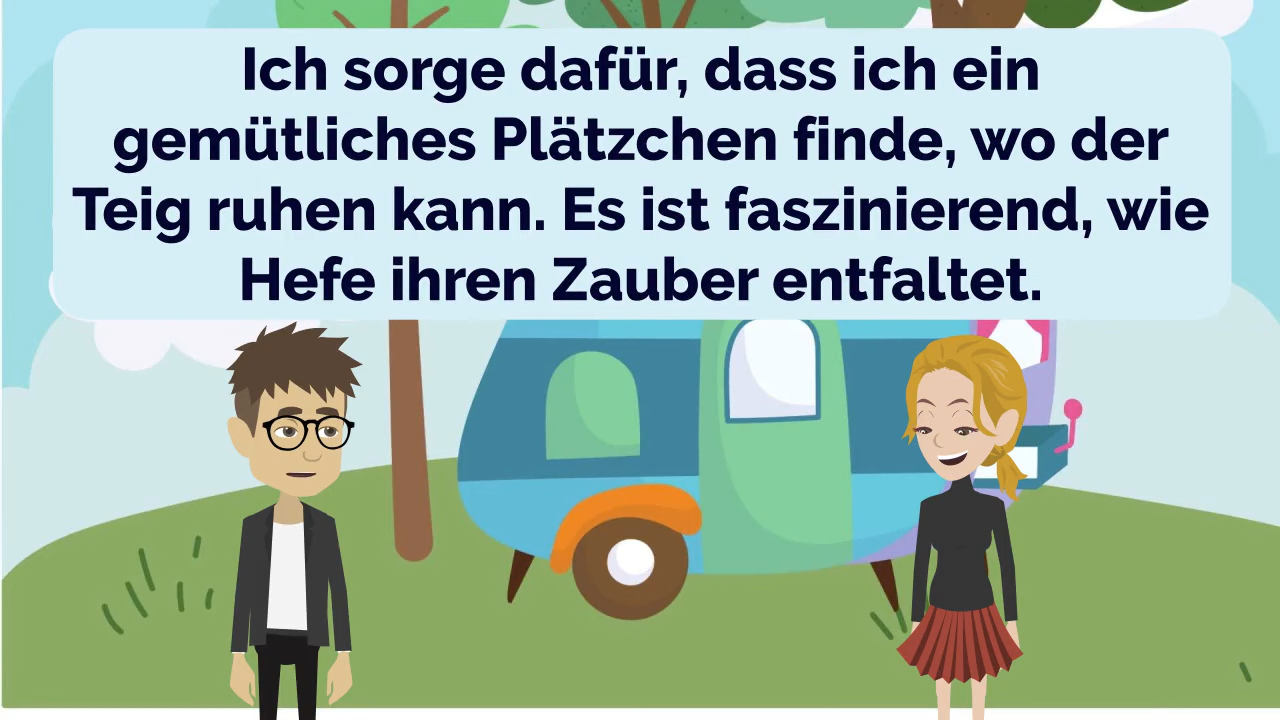 Ich sorge dafür, dass ich ein
gemütliches Plätzchen finde, wo der
Teig ruhen kann. Es ist faszinierend, wie
Hefe ihren Zauber entfaltet.